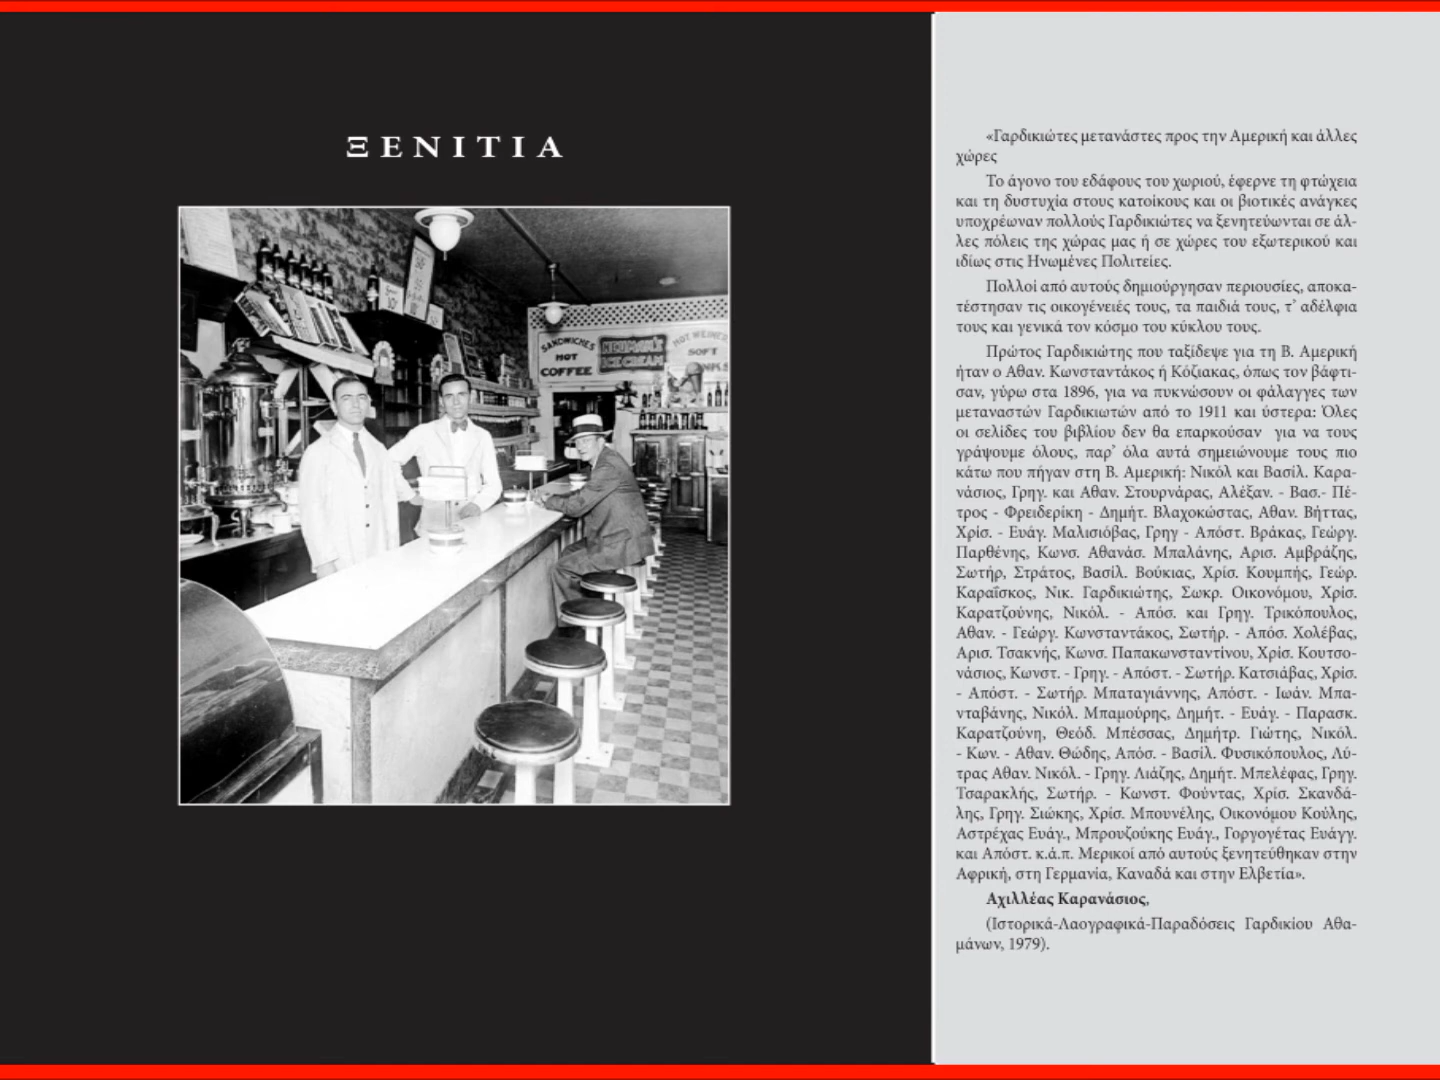 ΞΕΝΙΤΙΑ
SANDWICHES
HOT
COFFEE
ICE CREAM
HOT WEINER
SOFT
«Γαρδικιώτες μετανάστες προς την Αμερική και άλλες
χώρες
Το άγονο του εδάφους του χωριού, έφερνε τη φτώχεια
και τη δυστυχία στους κατοίκους και οι βιοτικές ανάγκες
υποχρέωναν πολλούς Γαρδικιώτες να ξενητεύωνται σε άλ-
λες πόλεις της χώρας μας ή σε χώρες του εξωτερικού και
ιδίως στις Ηνωμένες Πολιτείες.
Πολλοί από αυτούς δημιούργησαν περιουσίες, αποκα-
τέστησαν τις οικογένειές τους, τα παιδιά τους, τ’ αδέλφια
τους και γενικά τον κόσμο του κύκλου τους.
Πρώτος Γαρδικιώτης που ταξίδεψε για τη Β. Αμερική
ήταν ο Αθαν. Κωνσταντάκος ή Κόζιακας, όπως τον βάφτι-
σαν, γύρω στα 1896, για να πυκνώσουν οι φάλαγγες των
μεταναστών Γαρδικιωτών από το 1911 και ύστερα: Όλες
οι σελίδες του βιβλίου δεν θα επαρκούσαν για να τους
γράψουμε όλους, παρ’ όλα αυτά σημειώνουμε τους πιο
κάτω που πήγαν στη Β. Αμερική: Νικόλ και Βασίλ. Καρα-
νάσιος, Γρηγ. και Αθαν. Στουρνάρας, Αλέξαν. - Βασ.- Πέ-
τρος - Φρειδερίκη - Δημήτ. Βλαχοκώστας, Αθαν. Βήττας,
Χρίσ. - Ευάγ. Μαλισιόβας, Γρηγ - Απόστ. Βράκας, Γεώργ.
Παρθένης, Κωνσ. Αθανάσ. Μπαλάνης, Αρισ. Αμβράζης,
Σωτήρ, Στράτος, Βασίλ. Βούκιας, Χρίσ. Κουμπής, Γεώρ.
Καραΐσκος, Νικ. Γαρδικιώτης, Σωκρ. Οικονόμου, Χρίσ.
Καρατζούνης, Νικόλ. - Απόσ. και Γρηγ. Τρικόπουλος,
Αθαν. - Γεώργ. Κωνσταντάκος, Σωτήρ. - Απόσ. Χολέβας,
Αρισ. Τσακνής, Κωνσ. Παπακωνσταντίνου, Χρίσ. Κουτσο-
νάσιος, Κωνστ. - Γρηγ. - Απόστ. - Σωτήρ. Κατσιάβας, Χρίσ.
- Απόστ. - Σωτήρ. Μπαταγιάννης, Απόστ. - Ιωάν. Μπα-
νταβάνης, Νικόλ. Μπαμούρης, Δημήτ. - Ευάγ. - Παρασκ.
Καρατζούνη, Θεόδ. Μπέσσας, Δημήτρ. Γιώτης, Νικόλ.
- Κων. - Αθαν. Θώδης, Απόσ. - Βασίλ. Φυσικόπουλος, Λύ-
τρας Αθαν. Νικόλ. - Γρηγ. Λιάζης, Δημήτ. Μπελέφας, Γρηγ.
Τσαρακλής, Σωτήρ. - Κωνστ. Φούντας, Χρίσ. Σκανδά-
λης, Γρηγ. Σιώκης, Χρίσ. Μπουνέλης, Οικονόμου Κούλης,
Αστρέχας Ευάγ., Μπρουζούκης Ευάγ., Γοργογέτας Ευάγγ.
και Απόστ. κ.ά.π. Μερικοί από αυτούς ξενητεύθηκαν στην
Αφρική, στη Γερμανία, Καναδά και στην Ελβετία».
Αχιλλέας Καρανάσιος,
(Ιστορικά-Λαογραφικά-Παραδόσεις Γαρδικίου Αθα-
μάνων, 1979).